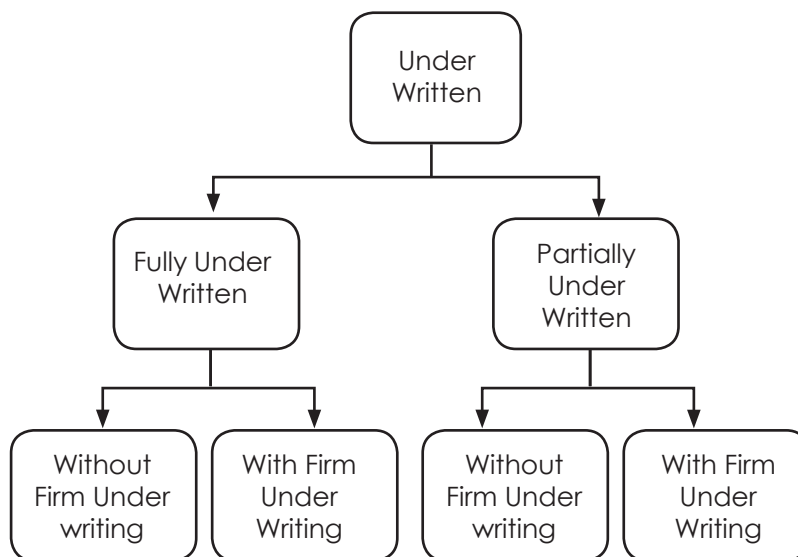 Under
Written
Fully Under
Written
Partially
Under
Written
Without
Firm Under
writing
With Firm
Under
Writing
Without
Firm Under
writing
With Firm
Under
Writing